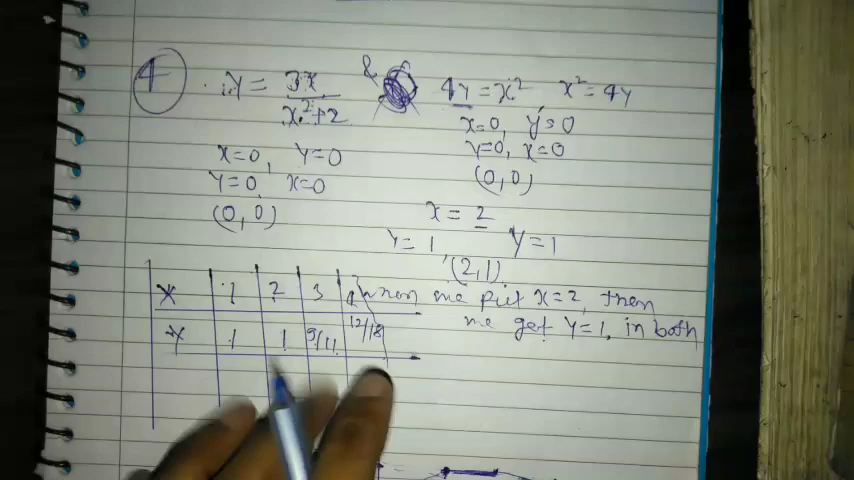 4 y = 3x / x²+2 & 4y = x² x² = 4y
x=0, y=0
y=0, x=0
(0,0)
x=0, y=0
y=0, x=0
(0,0)
x = 2
y=1, y=1
(2,1)
when we put x=2, then
we get y=1, in both
x 1 2 3
y 1 1 9/11 12/18